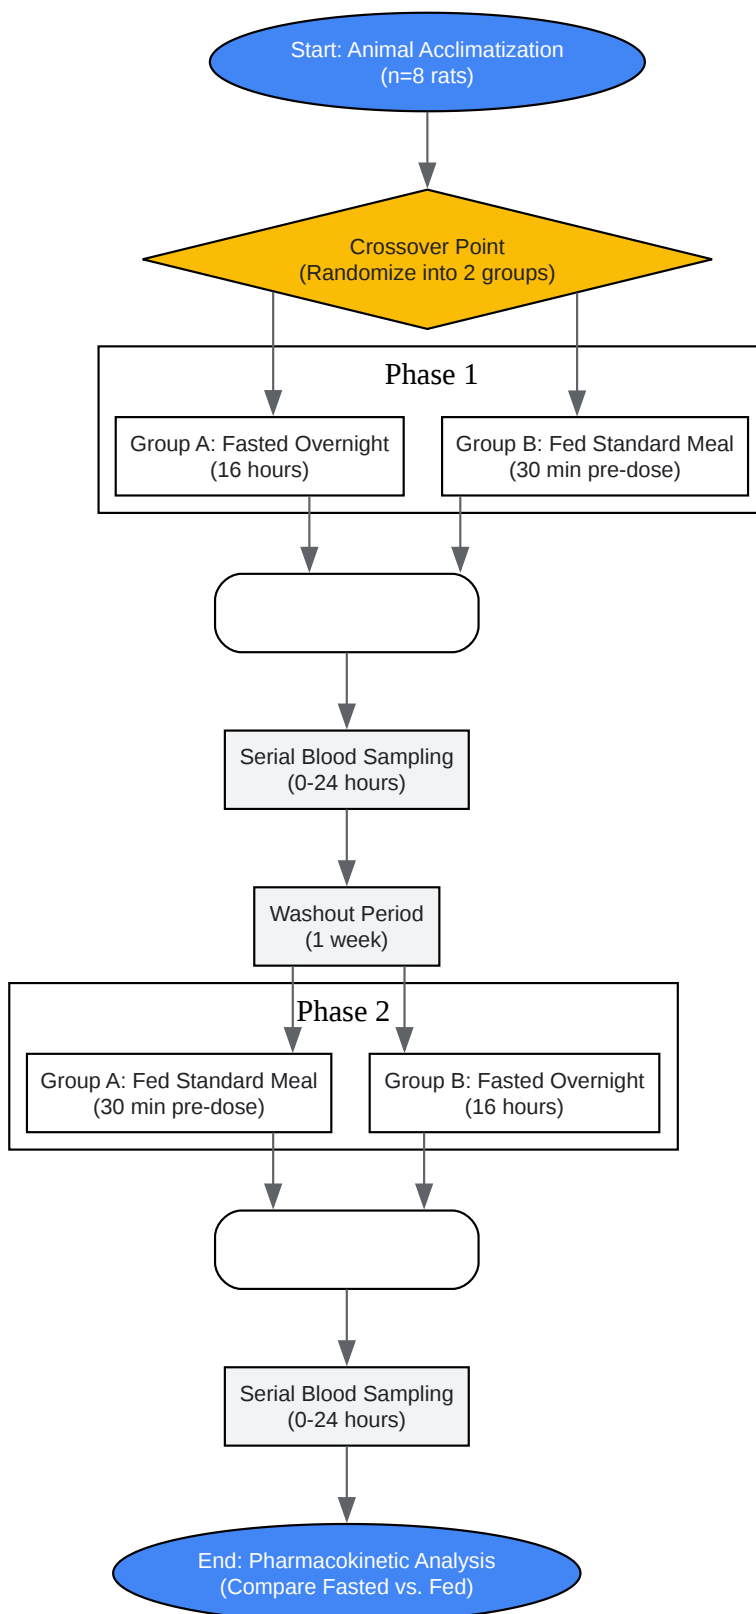 Start: Animal Acclimatization
(n=8 rats)
Crossover Point
(Randomize into 2 groups)
Phase 1
Group A: Fasted Overnight
(16 hours)
Group B: Fed Standard Meal
(30 min pre-dose)
Serial Blood Sampling
(0-24 hours)
Washout Period
(1 week)
Phase 2
Group A: Fed Standard Meal
(30 min pre-dose)
Group B: Fasted Overnight
(16 hours)
Serial Blood Sampling
(0-24 hours)
End: Pharmacokinetic Analysis
(Compare Fasted vs. Fed)